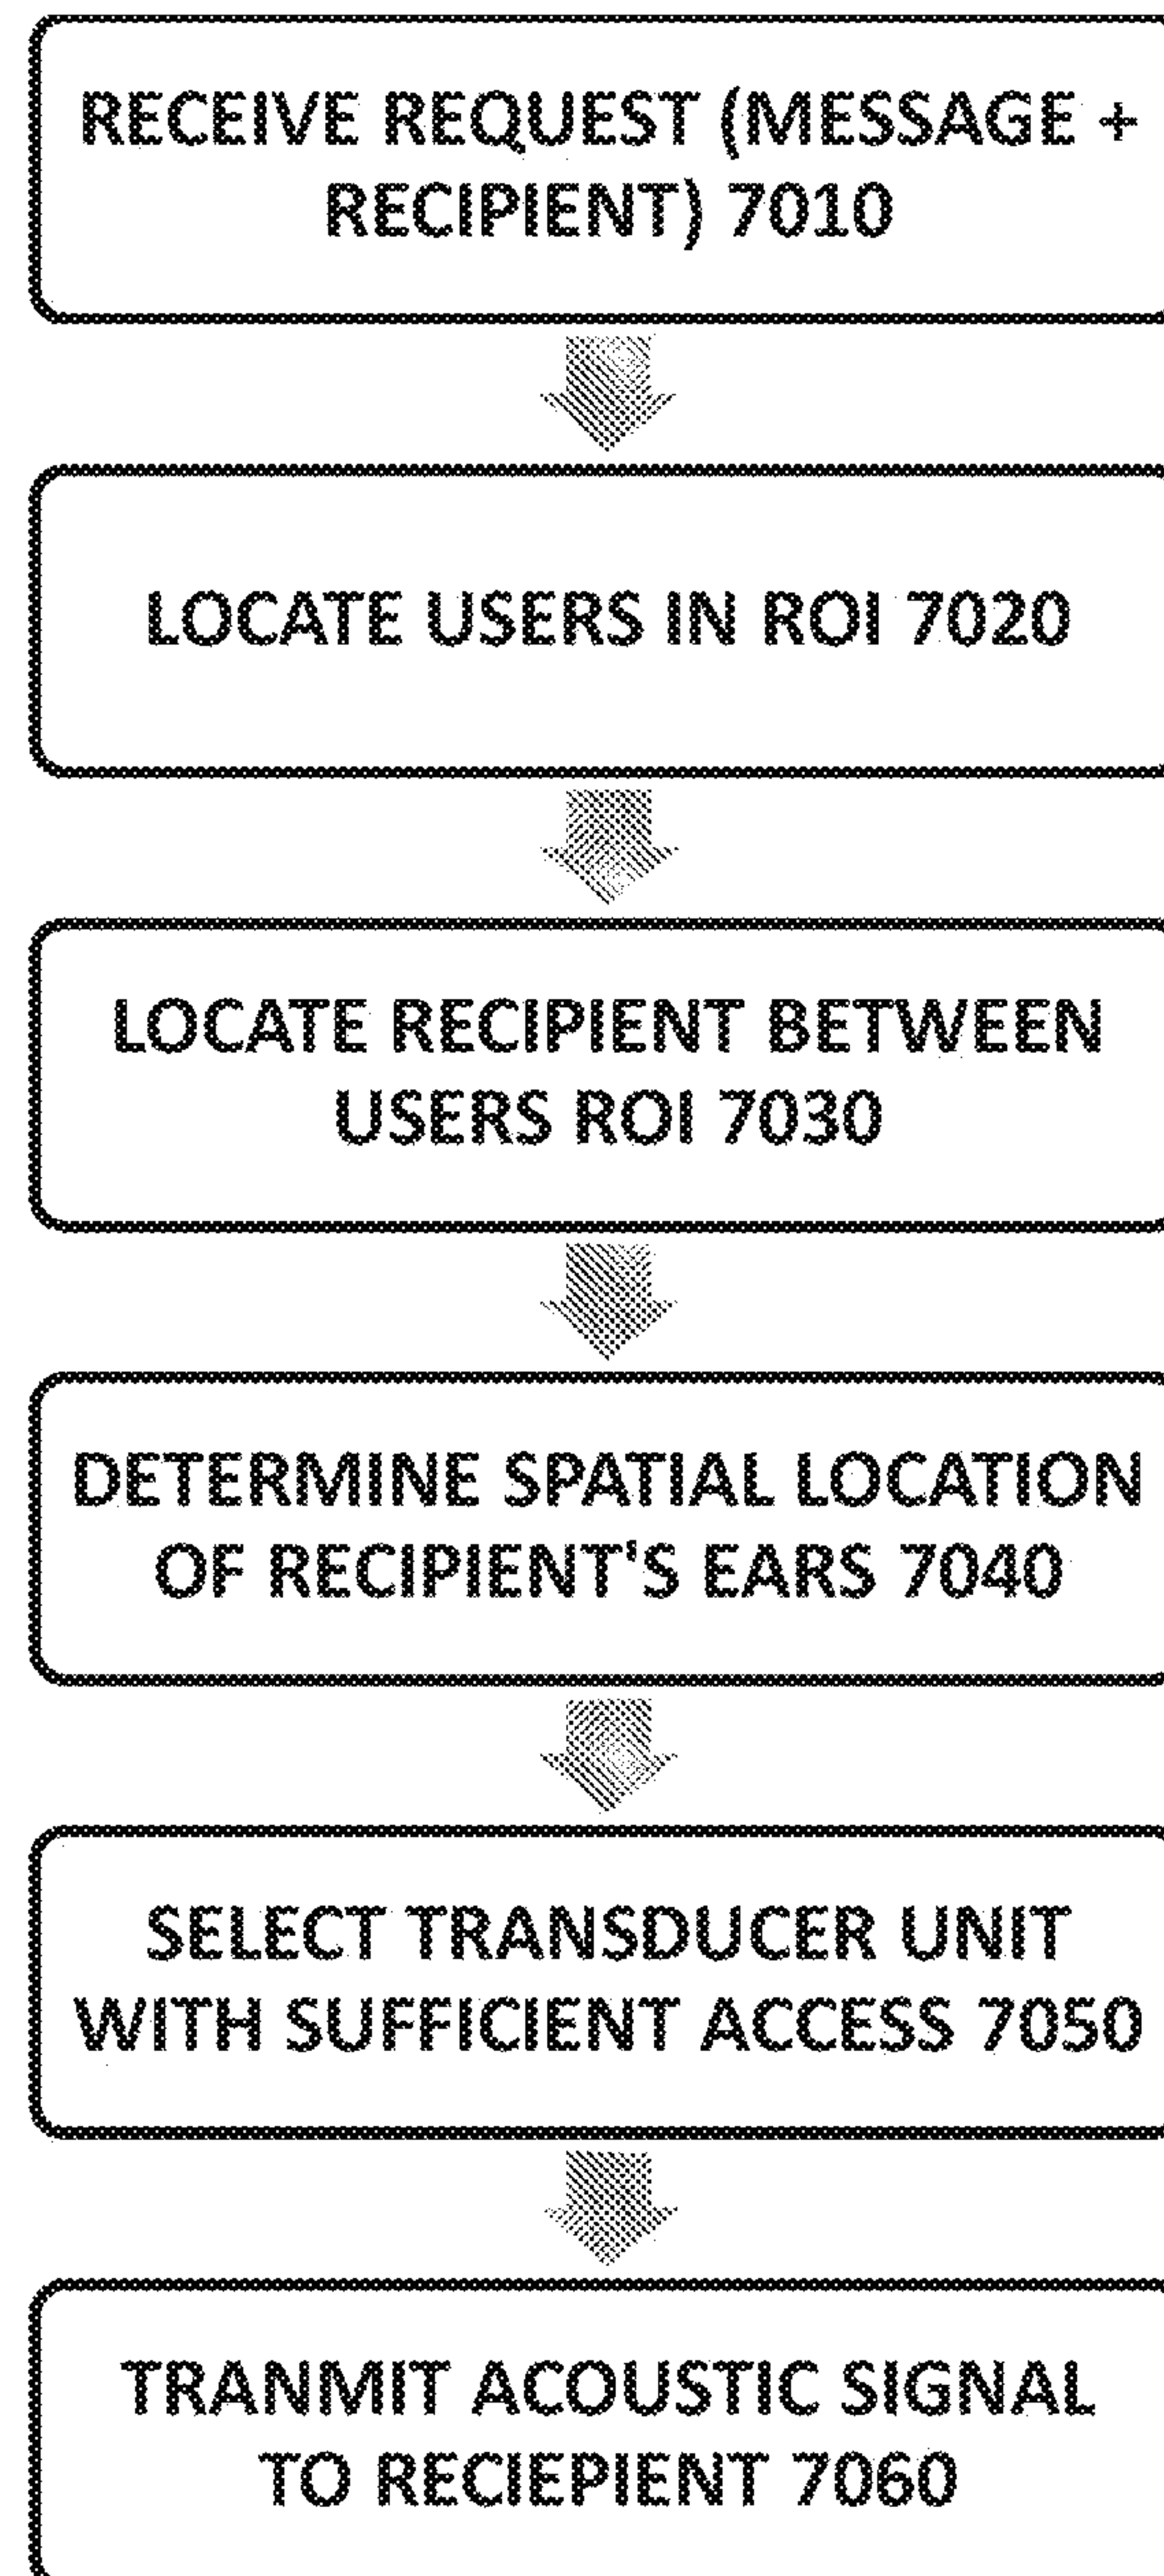 RECEIVE REQUEST (MESSAGE +
RECIPIENT) 7010
LOCATE USERS IN ROI 7020
LOCATE RECIPIENT BETWEEN
USERS ROI 7030
DETERMINE SPATIAL LOCATION
OF RECIPIENT'S EARS 7040
SELECT TRANSDUCER UNIT
WITH SUFFICIENT ACCESS 7050
TRANMIT ACOUSTIC SIGNAL
TO RECIEPIENT 7060